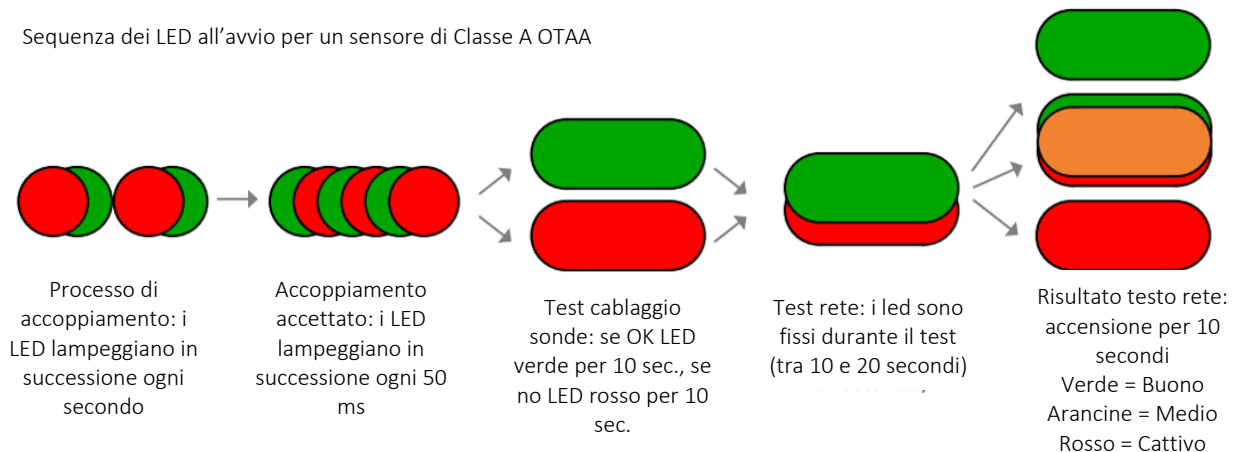 Sequenza dei LED all’avvio per un sensore di Classe A OTAA
Processo di
accoppiamento: i
LED lampeggiano in
successione ogni
secondo
Accoppiamento
accettato: i LED
lampeggiano in
successione ogni 50
ms
Test cablaggio
sonde: se OK LED
verde per 10 sec., se
no LED rosso per 10
sec.
Test rete: i led sono
fissi durante il test
(tra 10 e 20 secondi)
Risultato testo rete:
accensione per 10
secondi
Verde = Buono
Arancine = Medio
Rosso = Cattivo